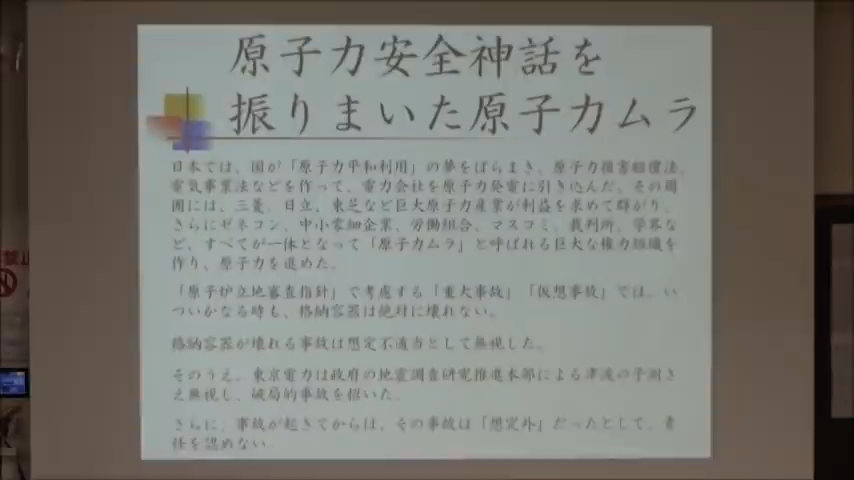 原子力安全神話を
振りまいた原子力ムラ
日本では、国が「原子力平和利用」の夢をばらまき、原子力損害賠償法、
電気事業法などを作って、電力会社を原子力発電に引き込んだ。その周
囲には、三菱、日立、東芝など巨大原子力産業が利益を求めて群がり、
さらにゼネコン、中小零細企業、労働組合、マスコミ、裁判所、学界な
ど、すべてが一体となって「原子力ムラ」と呼ばれる巨大な権力組織を
作り、原子力を進めた。
「原子炉立地審査指針」で考慮する「重大事故」「仮想事故」では、い
ついかなる時も、格納容器は絶対に壊れない。
格納容器が壊れる事故は想定不適当として無視した。
そのうえ、東京電力は政府の地震調査研究推進本部による津波の予測さ
え無視し、破局的事故を招いた。
さらに、事故が起きてからは、その事故は「想定外」だったとして、責
任を認めない。
禁止